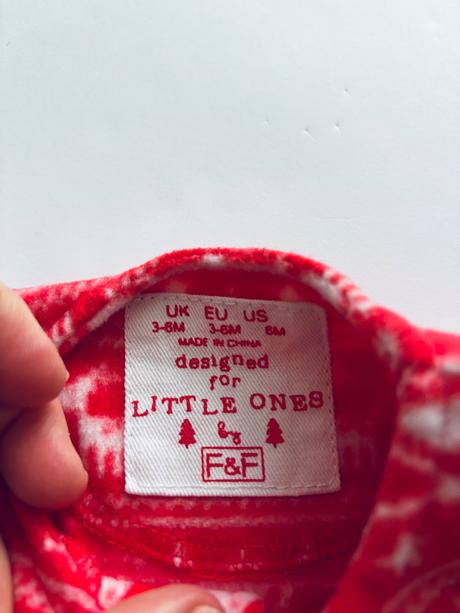 UK EU US
3-6M 3-6M 6M
MADE IN CHINA
designed
for
LITTLE ONES
by
F&F